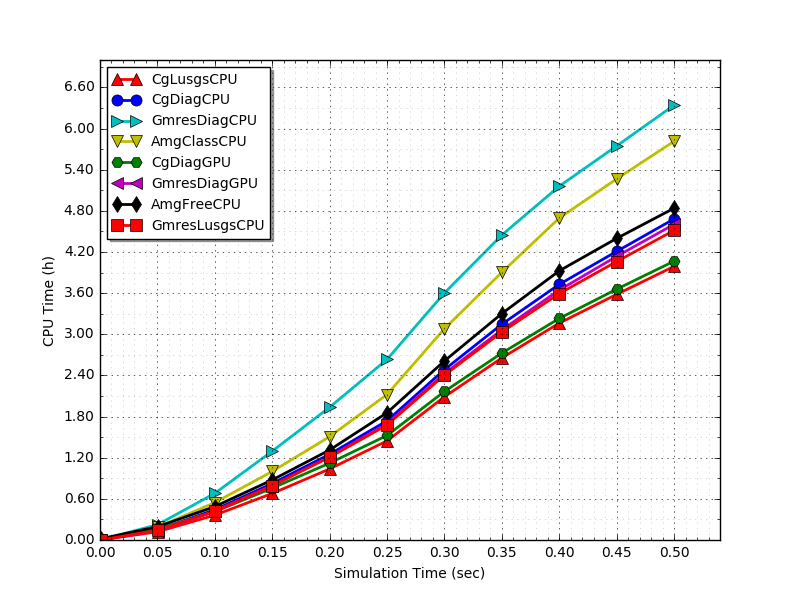 6.60
6.00
5.40
4.80
4.20
3.60
3.00
2.40
1.80
1.20
0.60
0.00
CPU Time (h)
CgLusgsCPU
CgDiagCPU
GmresDiagCPU
AmgClassCPU
CgDiagGPU
GmresDiagGPU
AmgFreeCPU
GmresLusgsCPU
0.00 0.05 0.10 0.15 0.20 0.25 0.30 0.35 0.40 0.45 0.50
Simulation Time (sec)